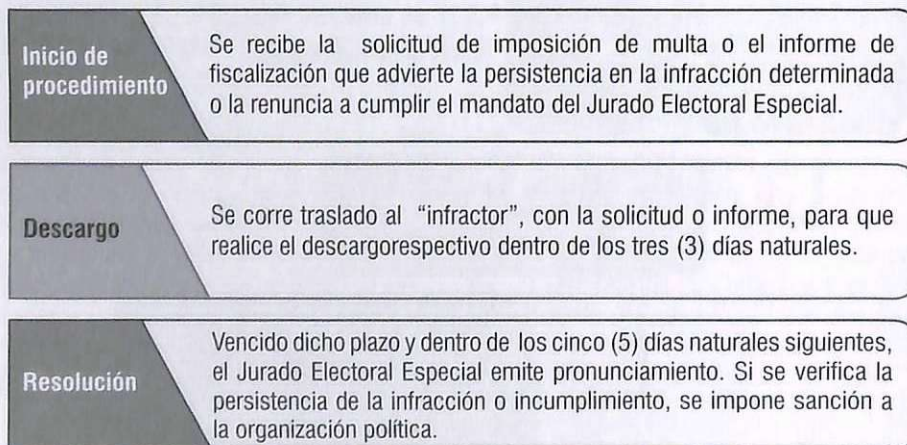 Inicio de
procedimiento
Se recibe la solicitud de imposición de multa o el informe de
fiscalización que advierte la persistencia en la infracción determinada
o la renuncia a cumplir el mandato del Jurado Electoral Especial.
Descargo
Se corre traslado al "infractor", con la solicitud o informe, para que
realice el descargorespectivo dentro de los tres (3) días naturales.
Resolución
Vencido dicho plazo y dentro de los cinco (5) días naturales siguientes,
el Jurado Electoral Especial emite pronunciamiento. Si se verifica la
persistencia de la infracción o incumplimiento, se impone sanción a
la organización política.